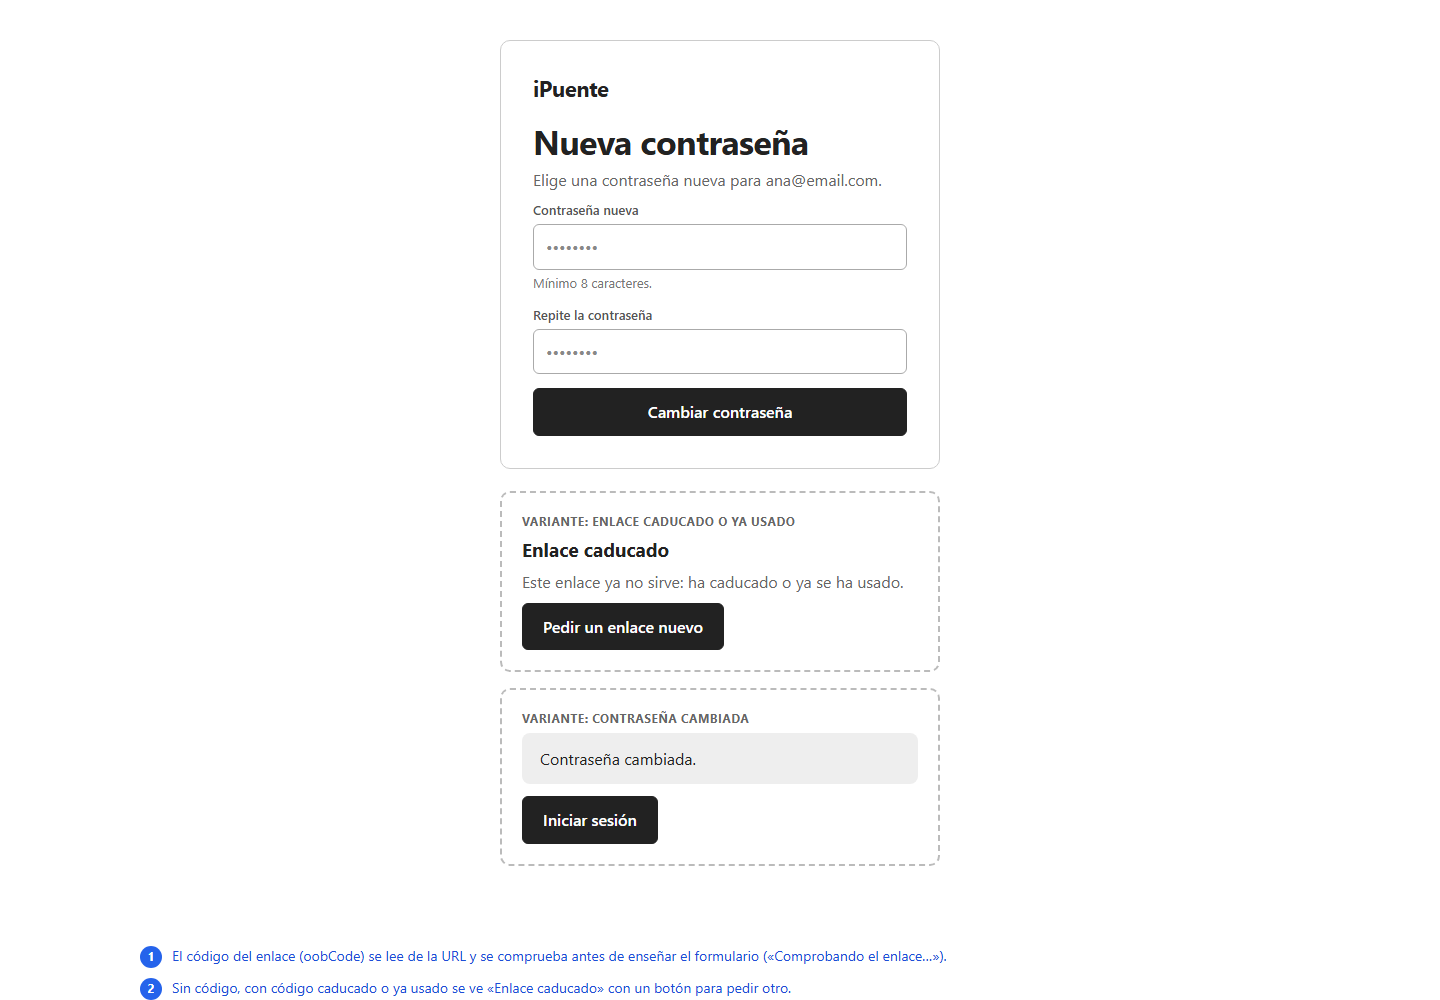 iPuente
Nueva contraseña
Elige una contraseña nueva para ana@email.com.
Contraseña nueva
••••••••
Mínimo 8 caracteres.
Repite la contraseña
••••••••
Cambiar contraseña
VARIANTE: ENLACE CADUCADO O YA USADO
Enlace caducado
Este enlace ya no sirve: ha caducado o ya se ha usado.
Pedir un enlace nuevo
VARIANTE: CONTRASEÑA CAMBIADA
Contraseña cambiada.
Iniciar sesión
1 El código del enlace (oobCode) se lee de la URL y se comprueba antes de enseñar el formulario («Comprobando el enlace…»).
2 Sin código, con código caducado o ya usado se ve «Enlace caducado» con un botón para pedir otro.